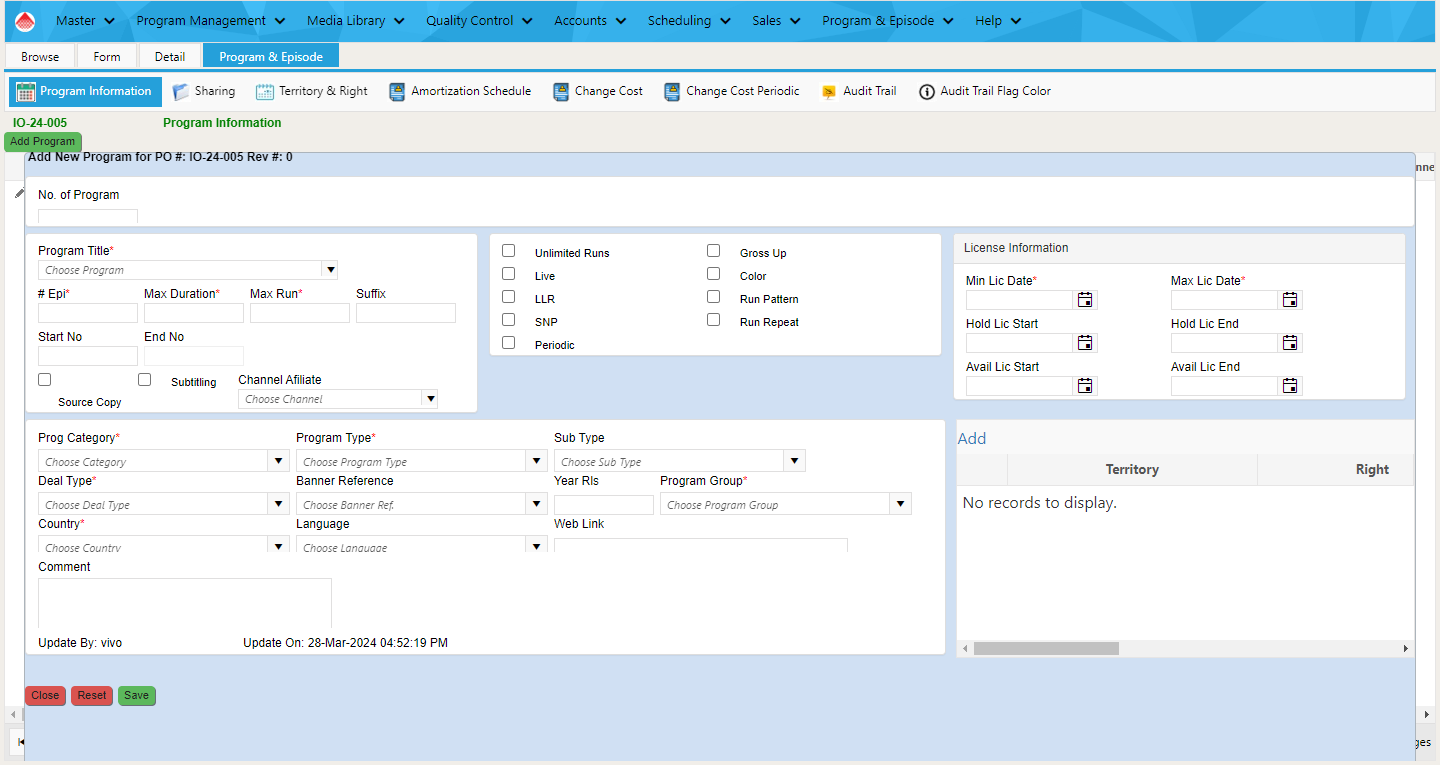 Master Program Management Media Library Quality Control Accounts Scheduling Sales Program & Episode Help
Browse Form Detail Program & Episode
Program Information Sharing Territory & Right Amortization Schedule Change Cost Change Cost Periodic Audit Trail Audit Trail Flag Color
IO-24-005 Program Information
Add Program
Add New Program for PO #: IO-24-005 Rev #: 0
No. of Program
Program Title*
Choose Program
# Epi* Max Duration* Max Run* Suffix
Start No End No
Subtitling Channel Afiliate
Source Copy Choose Channel
Unlimited Runs Gross Up
Live Color
LLR Run Pattern
SNP Run Repeat
Periodic
License Information
Min Lic Date* Max Lic Date*
Hold Lic Start Hold Lic End
Avail Lic Start Avail Lic End
Prog Category* Program Type* Sub Type
Choose Category Choose Program Type Choose Sub Type
Deal Type* Banner Reference Year Rls Program Group*
Choose Deal Type Choose Banner Ref. Choose Program Group
Country* Language Web Link
Choose Country Choose Language
Comment
Update By: vivo Update On: 28-Mar-2024 04:52:19 PM
Add
Territory Right
No records to display.
Close Reset Save